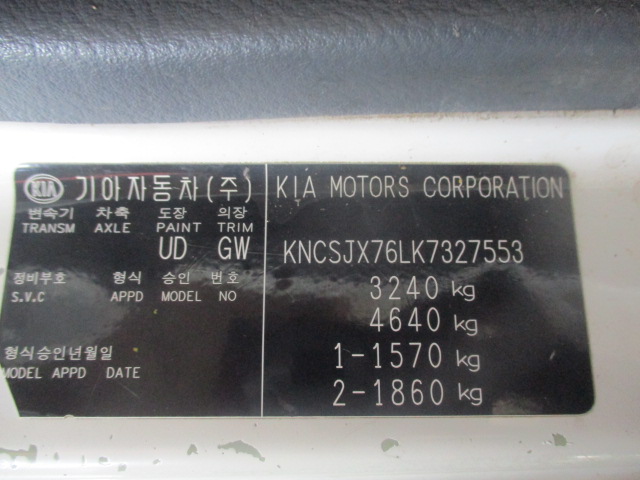 KIA 기아자동차(주) KIA MOTORS CORPORATION
변속기 차축 도장 의장
TRANSM AXLE PAINT TRIM
UD GW KNCSJX76LK7327553
정비부호 형식 승인 번호
S.V.C APPD MODEL NO
3240 kg
4640 kg
형식승인년월일
1-1570 kg
MODEL APPD DATE
2-1860 kg